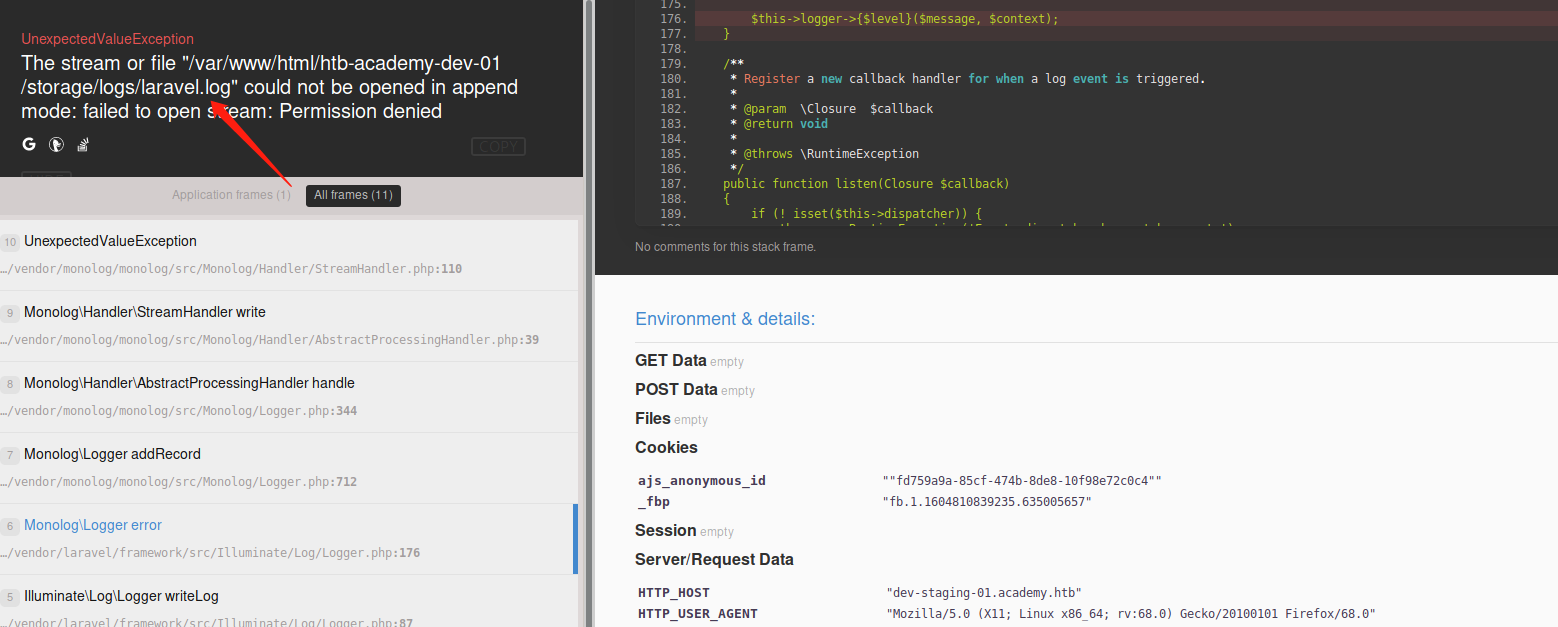 UnexpectedValueException
The stream or file "/var/www/html/htb-academy-dev-01
/storage/logs/laravel.log" could not be opened in append
mode: failed to open stream: Permission denied
COPY
Application frames (1)
All frames (11)
10 UnexpectedValueException
…/vendor/monolog/monolog/src/Monolog/Handler/StreamHandler.php:110
9 Monolog\Handler\StreamHandler write
…/vendor/monolog/monolog/src/Monolog/Handler/AbstractProcessingHandler.php:39
8 Monolog\Handler\AbstractProcessingHandler handle
…/vendor/monolog/monolog/src/Monolog/Logger.php:344
7 Monolog\Logger addRecord
…/vendor/monolog/monolog/src/Monolog/Logger.php:712
6 Monolog\Logger error
…/vendor/laravel/framework/src/Illuminate/Log/Logger.php:176
5 Illuminate\Log\Logger writeLog
…/vendor/laravel/framework/src/Illuminate/Log/Logger.php:87
175.
176. $this->logger->{$level}($message, $context);
177. }
178.
179. /**
180. * Register a new callback handler for when a log event is triggered.
181. *
182. * @param \Closure $callback
183. * @return void
184. *
185. * @throws \RuntimeException
186. */
187. public function listen(Closure $callback)
188. {
189. if (! isset($this->dispatcher)) {
No comments for this stack frame.
Environment & details:
GET Data empty
POST Data empty
Files empty
Cookies
ajs_anonymous_id ""fd759a9a-85cf-474b-8de8-10f98e72c0c4""
_fbp "fb.1.1604810839235.635005657"
Session empty
Server/Request Data
HTTP_HOST "dev-staging-01.academy.htb"
HTTP_USER_AGENT "Mozilla/5.0 (X11; Linux x86_64; rv:68.0) Gecko/20100101 Firefox/68.0"